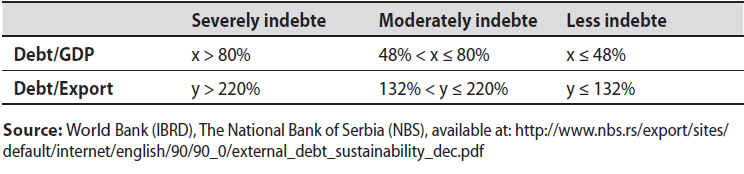 Severely indebte Moderately indebte Less indebte
Debt/GDP x > 80% 48% < x ≤ 80% x ≤ 48%
Debt/Export y > 220% 132% < y ≤ 220% y ≤ 132%
Source: World Bank (IBRD), The National Bank of Serbia (NBS), available at: http://www.nbs.rs/export/sites/
default/internet/english/90/90_0/external_debt_sustainability_dec.pdf